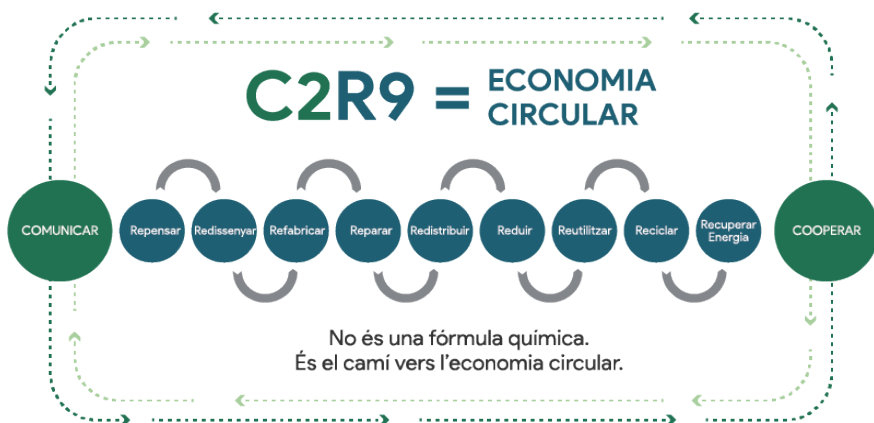 C2R9 = ECONOMIA
CIRCULAR
COMUNICAR
Repensar
Redissenyar
Refabricar
Reparar
Redistribuir
Reduir
Reutilitzar
Reciclar
Recuperar
Energia
COOPERAR
No és una fórmula química.
És el camí vers l'economia circular.